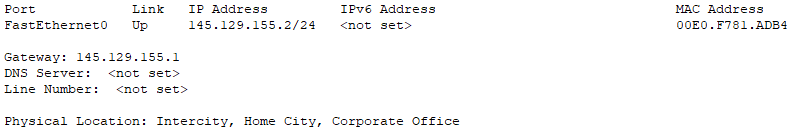 Port Link IP Address IPv6 Address MAC Address
FastEthernet0 Up 145.129.155.2/24 <not set> 00E0.F781.ADB4
Gateway: 145.129.155.1
DNS Server: <not set>
Line Number: <not set>
Physical Location: Intercity, Home City, Corporate Office